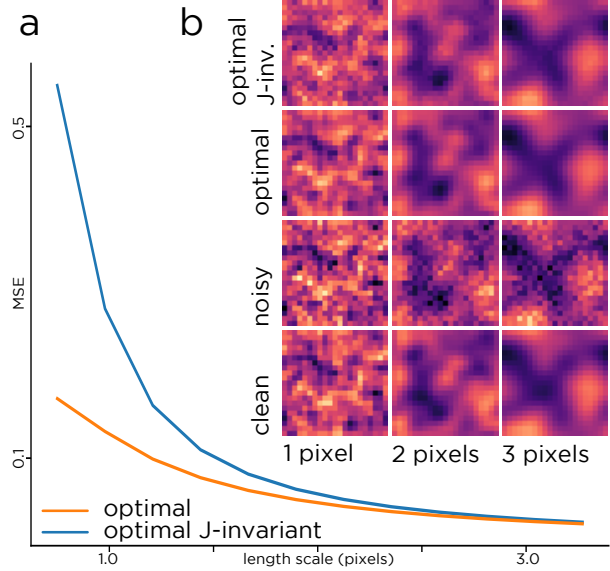 a
b
optimal
J-inv.
optimal
noisy
clean
1 pixel
2 pixels
3 pixels
MSE
0.5
0.1
optimal
optimal J-invariant
1.0
length scale (pixels)
3.0